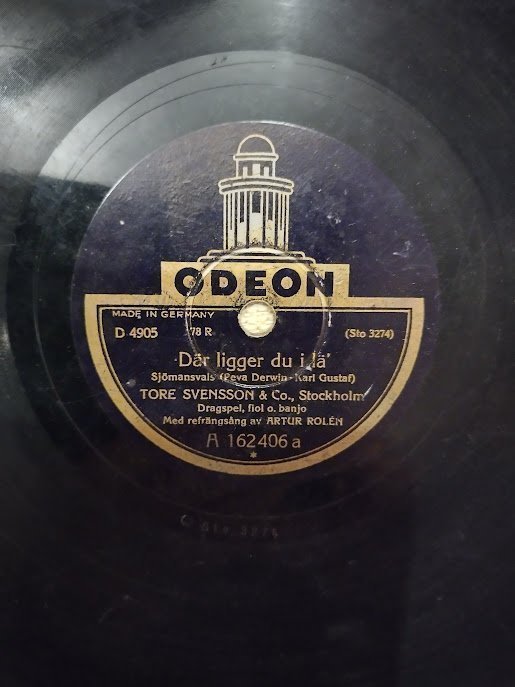 ODEON
MADE IN GERMANY
D 4905 78 R (Sto 3274)
Där ligger du i lä'
Sjömansvals (Peva Derwin-Karl Gustaf)
TORE SVENSSON & Co., Stockholm
Dragspel, fiol o. banjo
Med refrängsång av ARTUR ROLÉN
A 162406 a
*
Sto